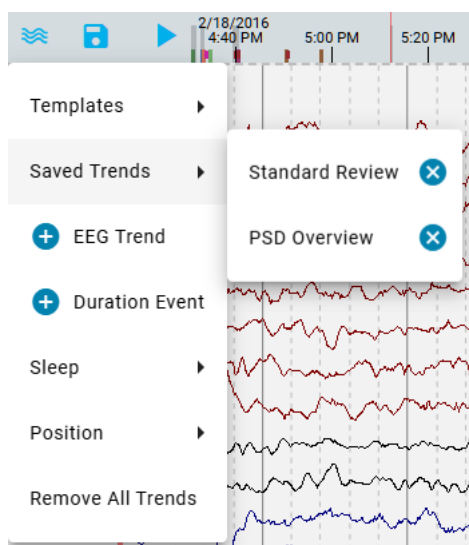 2/18/2016
4:40 PM
5:00 PM
5:20 PM
Templates
Saved Trends
Standard Review
EEG Trend
PSD Overview
Duration Event
Sleep
Position
Remove All Trends